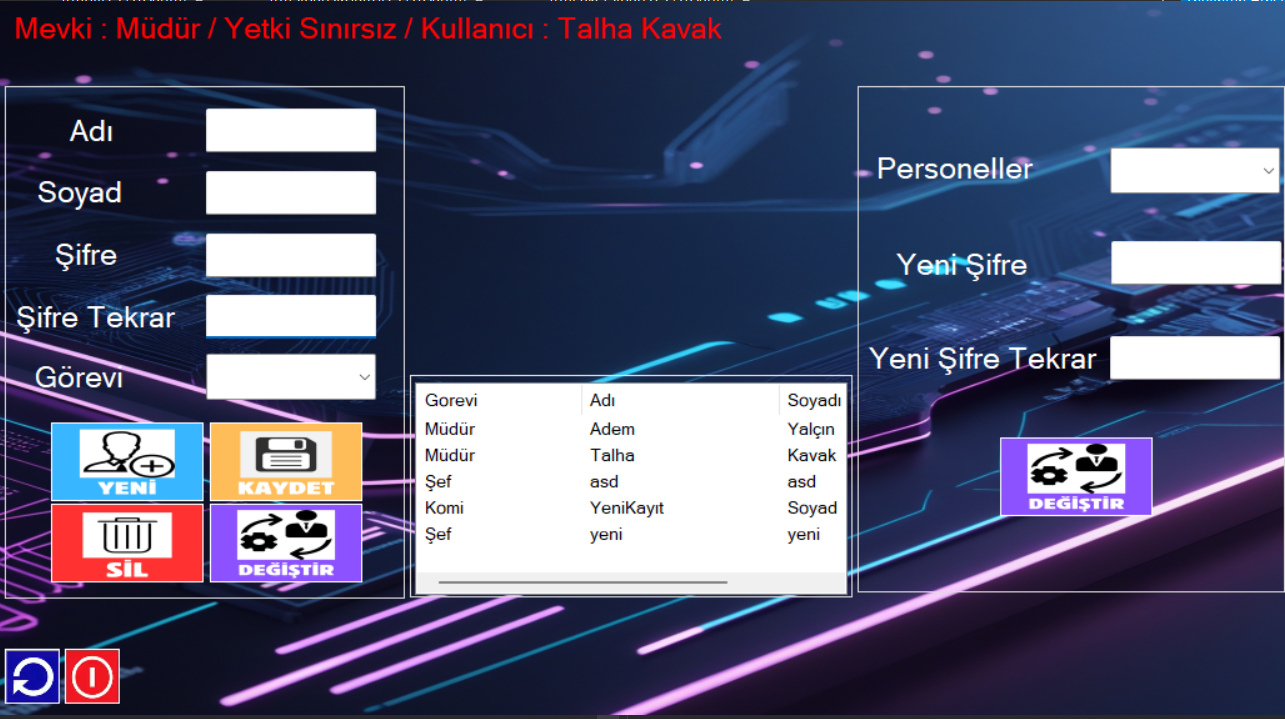 Mevki : Müdür / Yetki Sınırsız / Kullanıcı : Talha Kavak
Adı
Soyad
Şifre
Şifre Tekrar
Görevi
YENİ
KAYDET
SİL
DEĞİŞTİR
Gorevi Adı Soyadı
Müdür Adem Yalçın
Müdür Talha Kavak
Şef asd asd
Komi YeniKayıt Soyad
Şef yeni yeni
Personeller
Yeni Şifre
Yeni Şifre Tekrar
DEĞİŞTİR